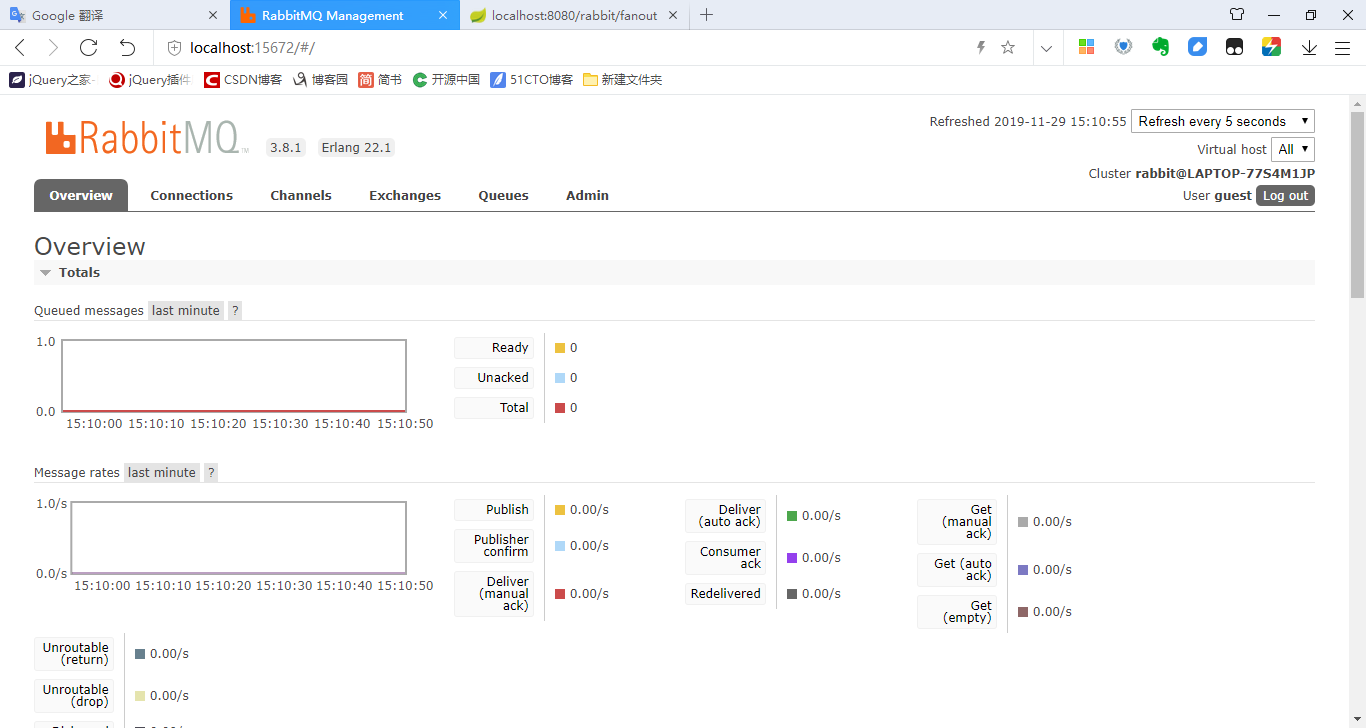 Google 翻译
RabbitMQ Management
localhost:8080/rabbit/fanout
localhost:15672/#/
jQuery之家
jQuery插件
CSDN博客
博客园
简 简书
开源中国
51CTO博客
新建文件夹
RabbitMQ TM
3.8.1
Erlang 22.1
Refreshed 2019-11-29 15:10:55
Refresh every 5 seconds
Virtual host All
Cluster rabbit@LAPTOP-77S4M1JP
User guest Log out
Overview
Connections
Channels
Exchanges
Queues
Admin
Overview
Totals
Queued messages last minute ?
1.0
0.0
15:10:00 15:10:10 15:10:20 15:10:30 15:10:40 15:10:50
Ready 0
Unacked 0
Total 0
Message rates last minute ?
1.0/s
0.0/s
15:10:00 15:10:10 15:10:20 15:10:30 15:10:40 15:10:50
Publish 0.00/s
Publisher
confirm 0.00/s
Deliver
(manual
ack) 0.00/s
Deliver
(auto ack) 0.00/s
Consumer
ack 0.00/s
Redelivered 0.00/s
Get
(manual
ack) 0.00/s
Get (auto
ack) 0.00/s
Get
(empty) 0.00/s
Unroutable
(return) 0.00/s
Unroutable
(drop) 0.00/s